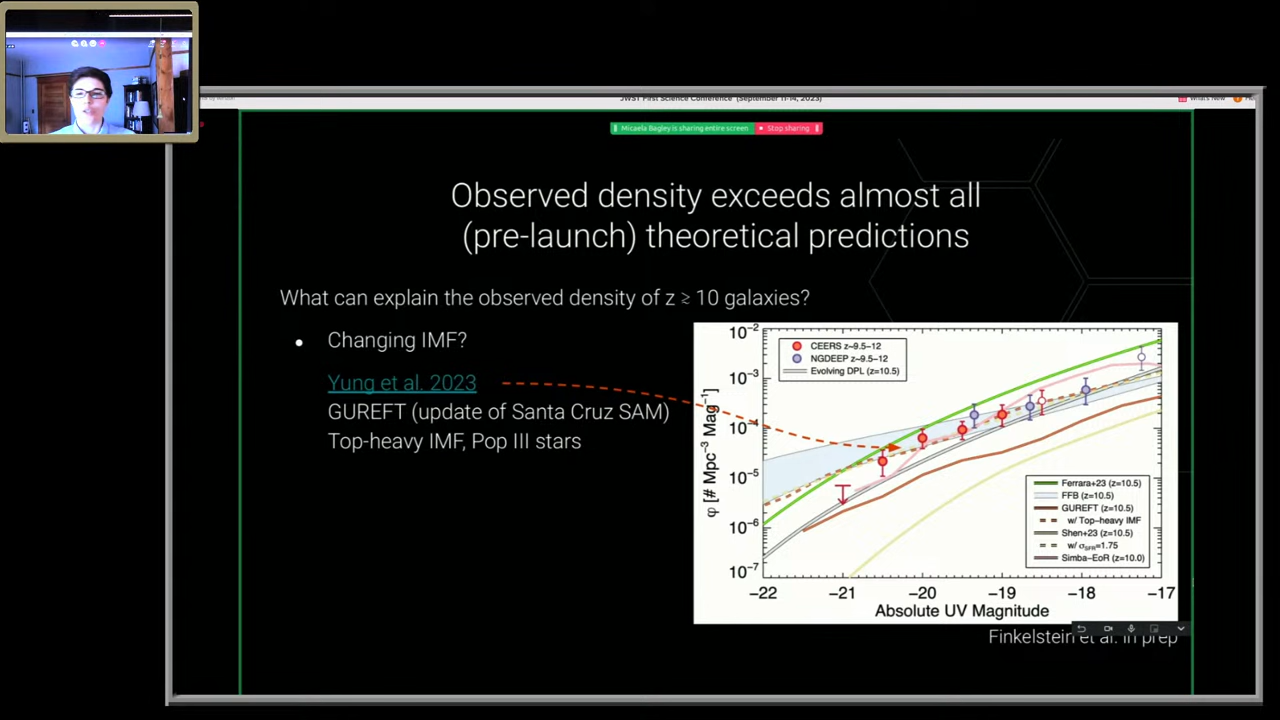 JWST First Science Conference (September 11-14, 2023)
What's New
Micaela Bagley is sharing entire screen
Stop sharing
Observed density exceeds almost all
(pre-launch) theoretical predictions
What can explain the observed density of z ≥ 10 galaxies?
• Changing IMF?
Yung et al. 2023
GUREFT (update of Santa Cruz SAM)
Top-heavy IMF, Pop III stars
10⁻²
10⁻³
10⁻⁴
10⁻⁵
10⁻⁶
10⁻⁷
φ [# Mpc⁻³ Mag⁻¹]
CEERS z~9.5-12
NGDEEP z~9.5-12
Evolving DPL (z=10.5)
Ferrara+23 (z=10.5)
FFB (z=10.5)
GUREFT (z=10.5)
w/ Top-heavy IMF
Shen+23 (z=10.5)
w/ σSFR=1.75
Simba-EoR (z=10.0)
-22 -21 -20 -19 -18 -17
Absolute UV Magnitude
Finkelstein et al. in prep